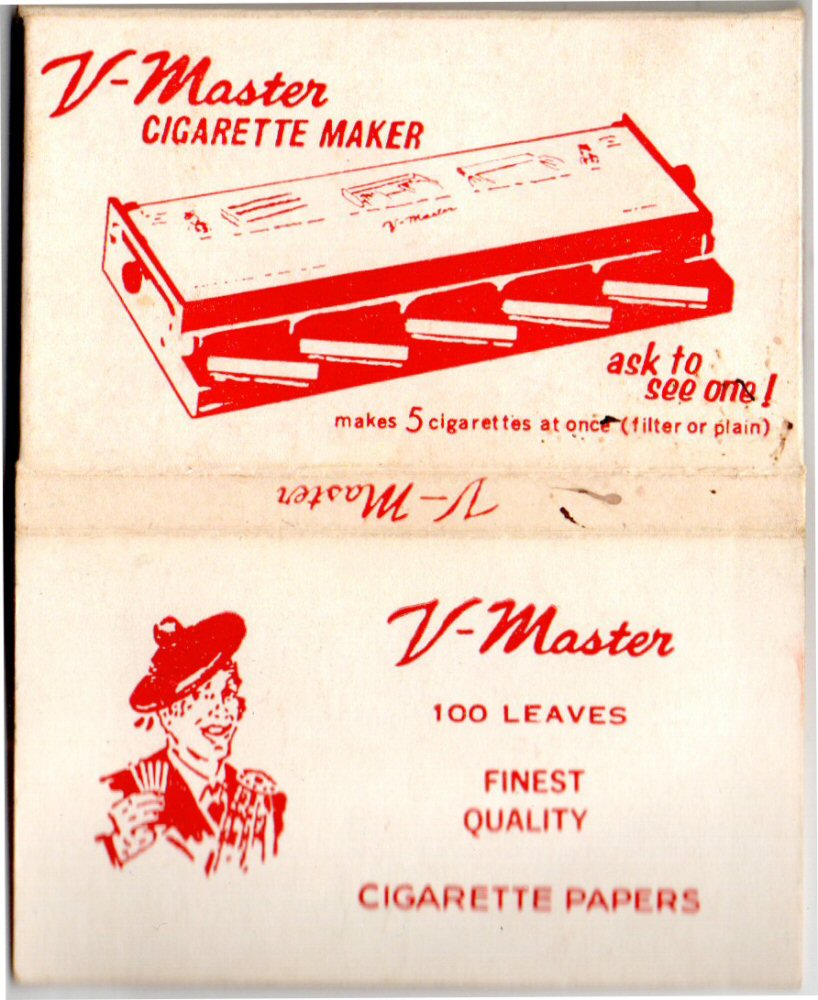 V-Master
CIGARETTE MAKER
V-Master
ask to
see one!
makes 5 cigarettes at once (filter or plain)
V-Master
V-Master
100 LEAVES
FINEST
QUALITY
CIGARETTE PAPERS